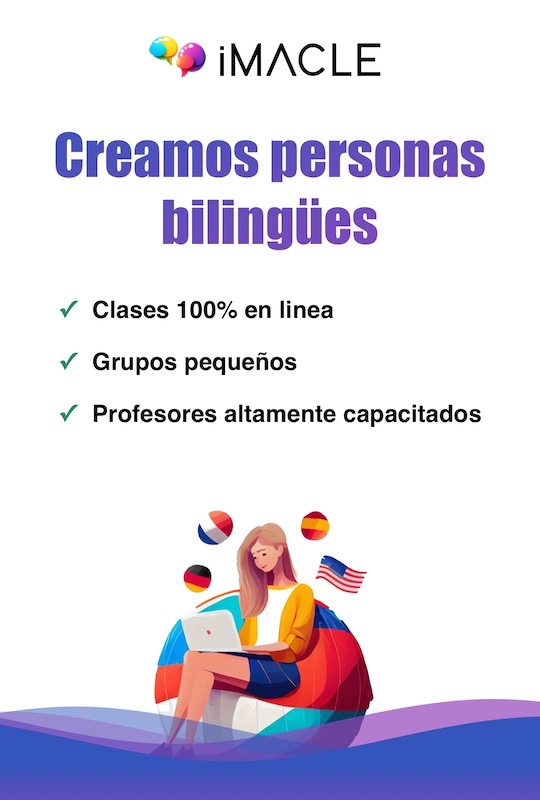 iMACLE
Creamos personas
bilingües
Clases 100% en linea
Grupos pequeños
Profesores altamente capacitados